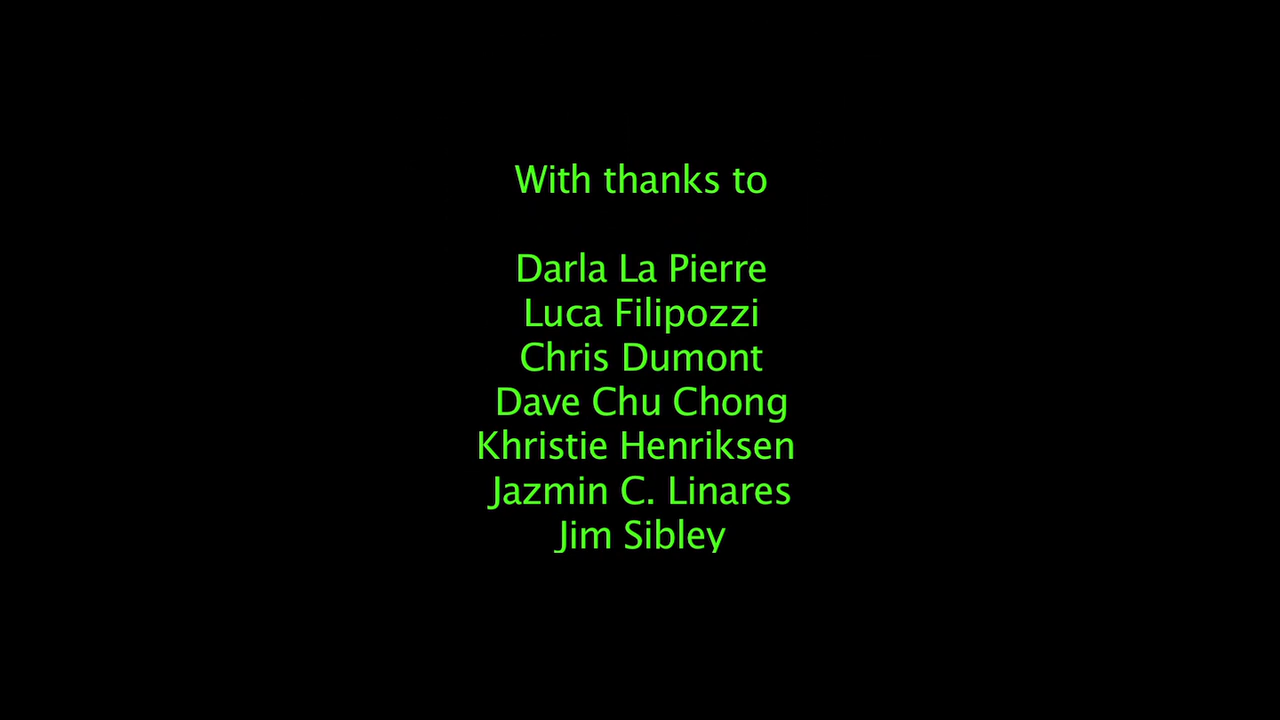 With thanks to
Darla La Pierre
Luca Filipozzi
Chris Dumont
Dave Chu Chong
Khristie Henriksen
Jazmin C. Linares
Jim Sibley